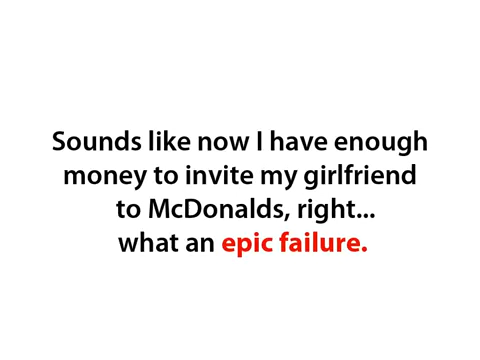 Sounds like now I have enough
money to invite my girlfriend
to McDonalds, right...
what an epic failure.